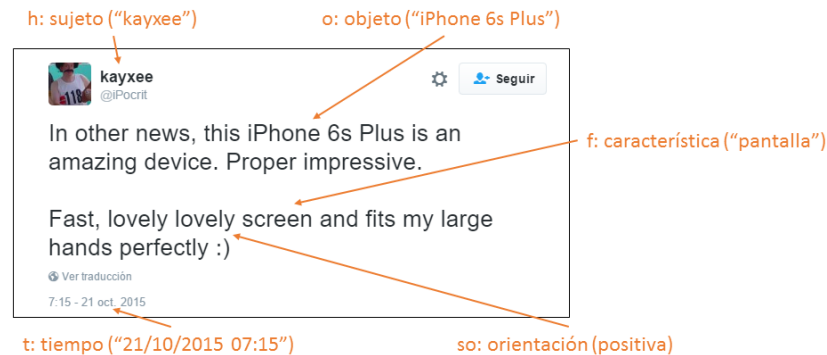 h: sujeto (“kayxee”)
o: objeto (“iPhone 6s Plus”)
kayxee
@iPocrit
Seguir
In other news, this iPhone 6s Plus is an
amazing device. Proper impressive.
f: característica (“pantalla”)
Fast, lovely lovely screen and fits my large
hands perfectly :)
Ver traducción
7:15 - 21 oct. 2015
t: tiempo (“21/10/2015 07:15”)
so: orientación (positiva)